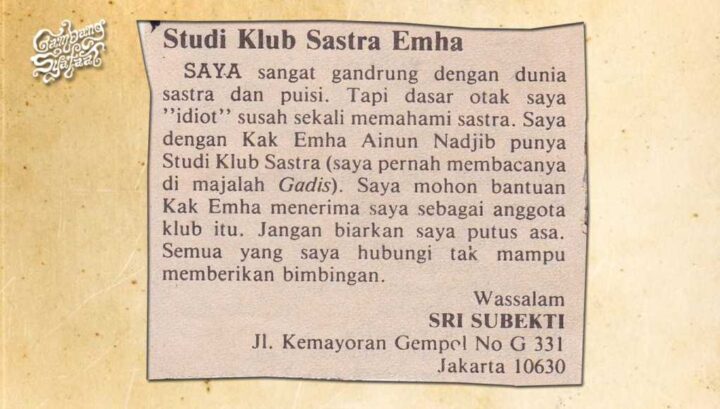 Gambang
Syafaat
Studi Klub Sastra Emha
SAYA sangat gandrung dengan dunia
sastra dan puisi. Tapi dasar otak saya
"idiot" susah sekali memahami sastra. Saya
dengan Kak Emha Ainun Nadjib punya
Studi Klub Sastra (saya pernah membacanya
di majalah Gadis). Saya mohon bantuan
Kak Emha menerima saya sebagai anggota
klub itu. Jangan biarkan saya putus asa.
Semua yang saya hubungi tak mampu
memberikan bimbingan.
Wassalam
SRI SUBEKTI
Jl. Kemayoran Gempol No G 331
Jakarta 10630